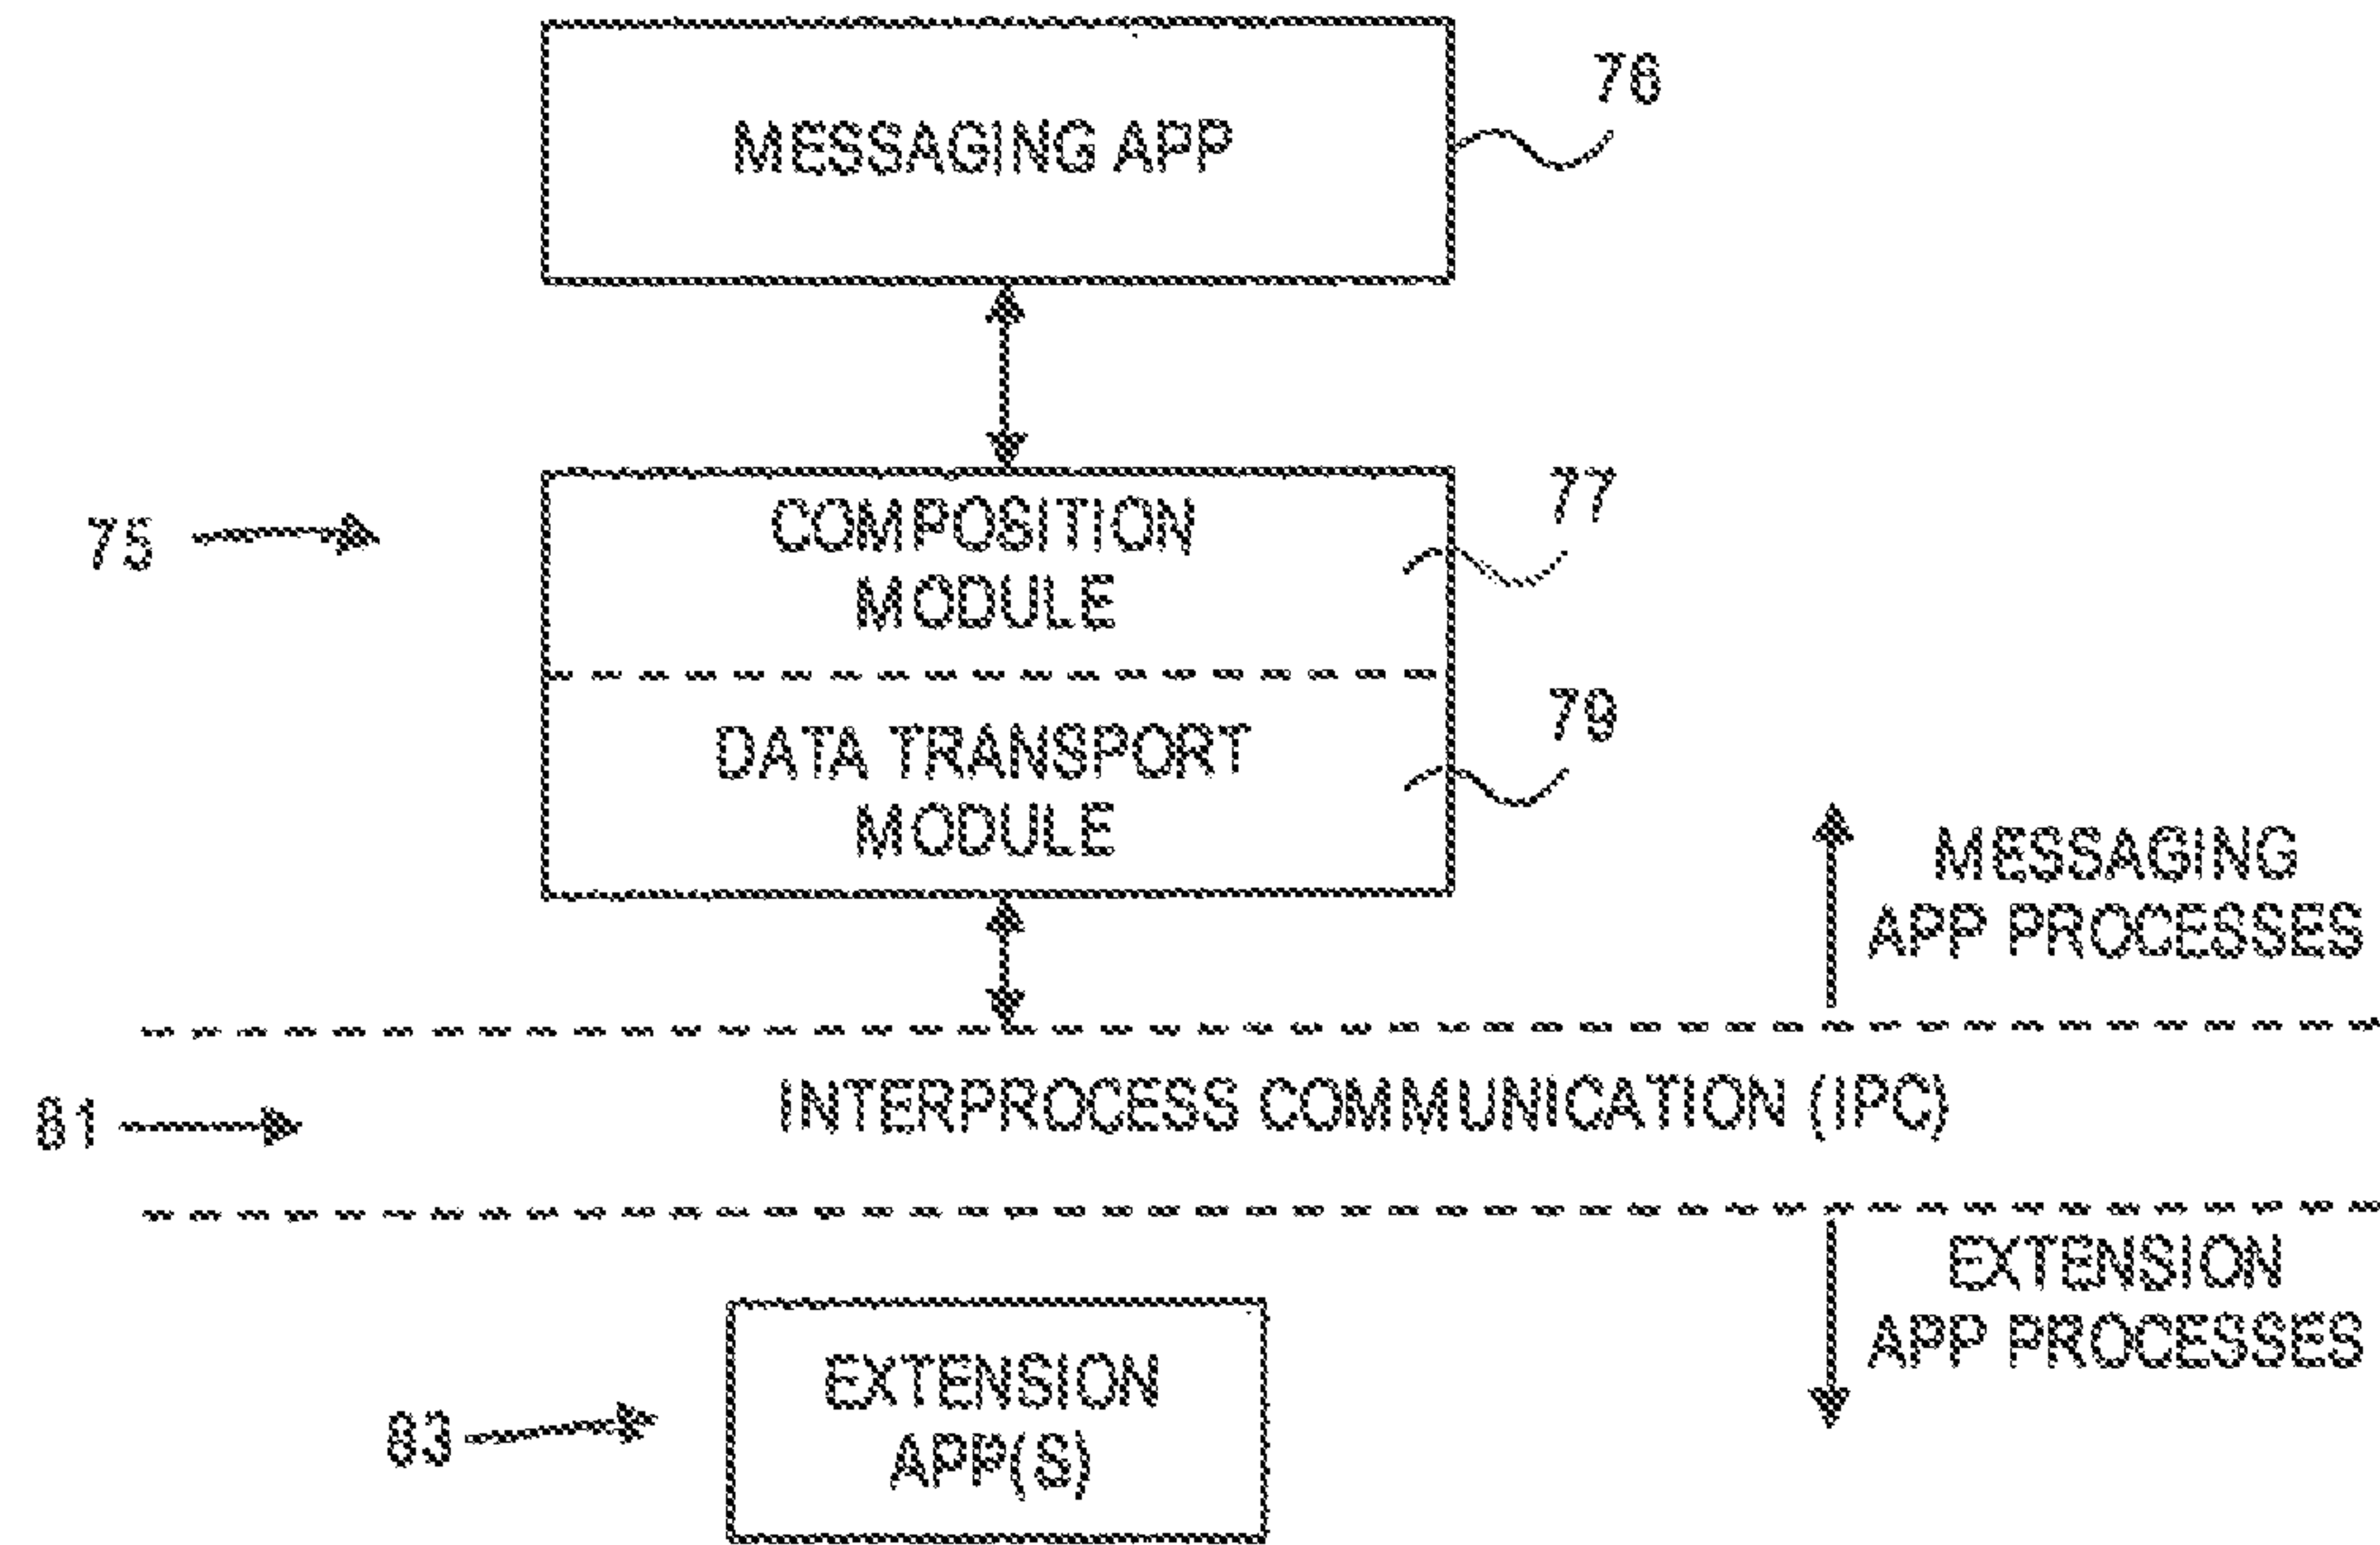 MESSAGING APP
76
75
COMPOSITION
MODULE
77
DATA TRANSPORT
MODULE
79
MESSAGING
APP PROCESSES
81
INTERPROCESS COMMUNICATION (IPC)
EXTENSION
APP PROCESSES
83
EXTENSION
APP(S)